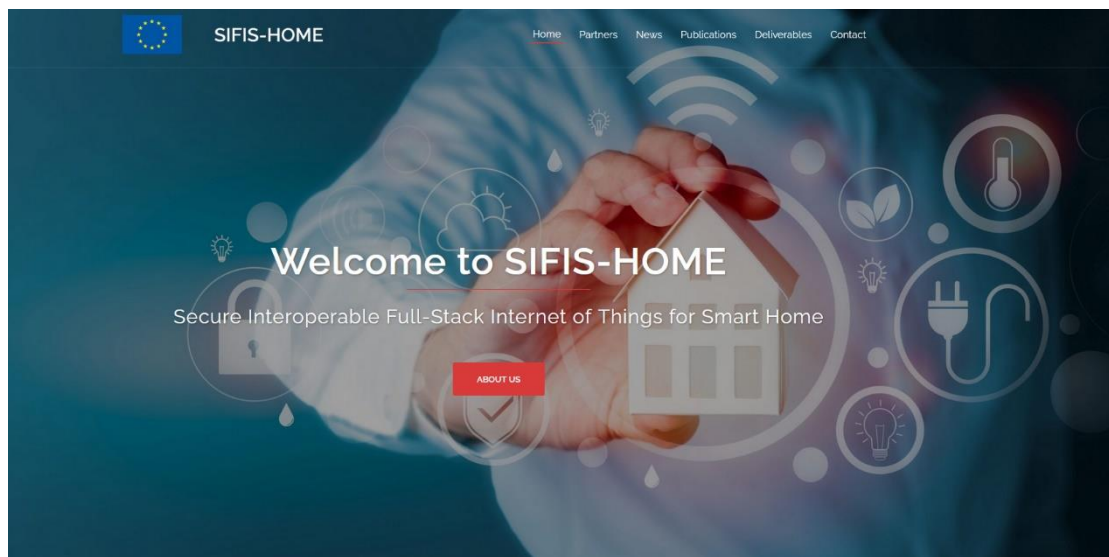 SIFIS-HOME
Home Partners News Publications Deliverables Contact
Welcome to SIFIS-HOME
Secure Interoperable Full-Stack Internet of Things for Smart Home
ABOUT US